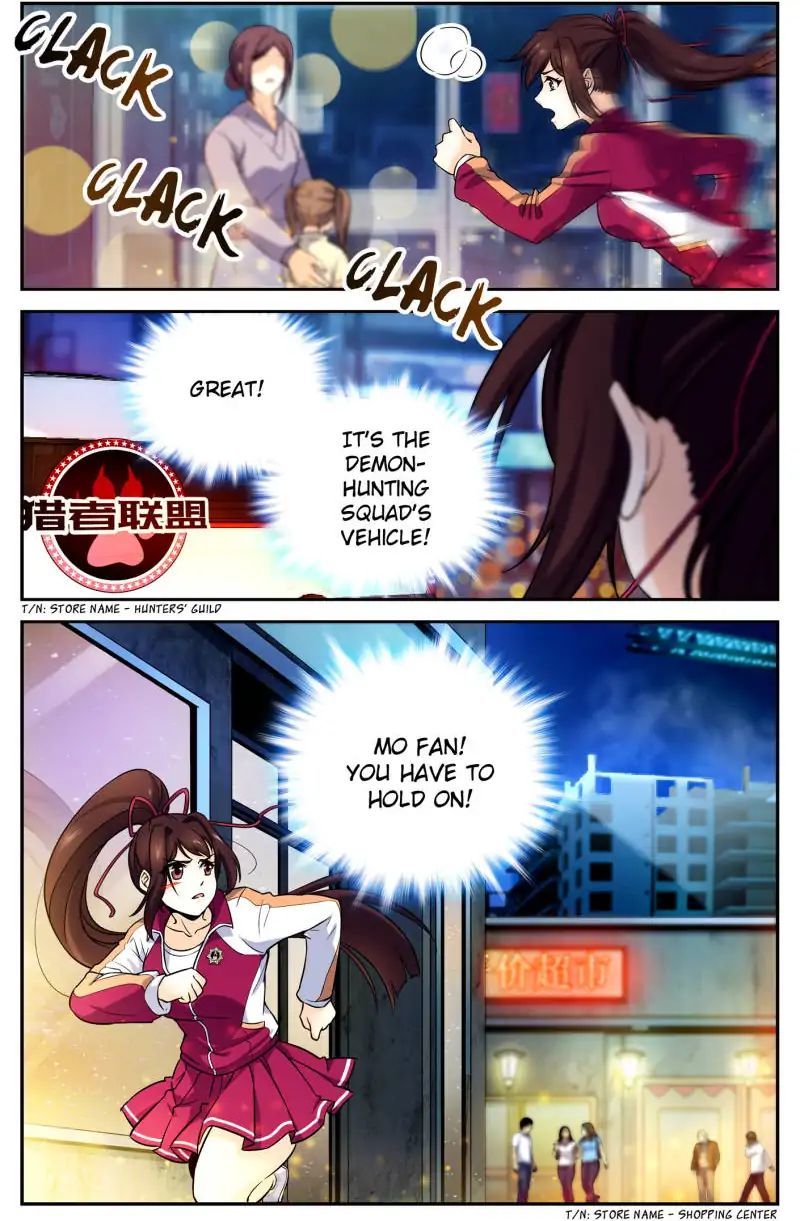 CLACK
CLACK
CLACK
GREAT!
IT'S THE
DEMON-
HUNTING
SQUAD'S
VEHICLE!
猎者联盟
T/N: STORE NAME - HUNTERS' GUILD
MO FAN!
YOU HAVE TO
HOLD ON!
价超市
T/N: STORE NAME - SHOPPING CENTER